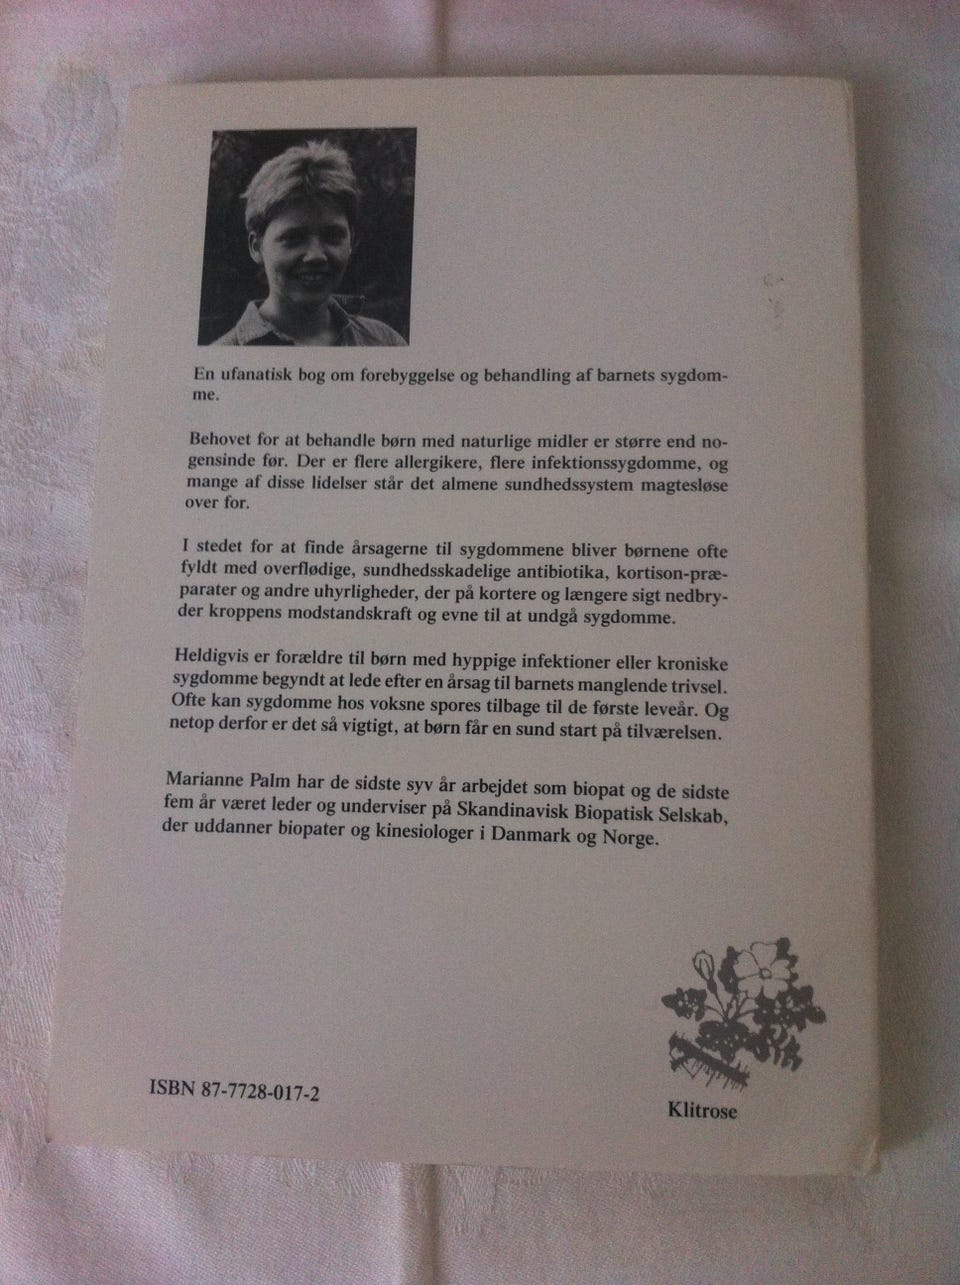 En ufanatisk bog om forebyggelse og behandling af barnets sygdom-
me.
Behovet for at behandle børn med naturlige midler er større end no-
gensinde før. Der er flere allergikere, flere infektionssygdomme, og
mange af disse lidelser står det almene sundhedssystem magtesløse
over for.
I stedet for at finde årsagerne til sygdommene bliver børnene ofte
fyldt med overflødige, sundhedsskadelige antibiotika, kortison-præ-
parater og andre uhyrligheder, der på kortere og længere sigt nedbry-
der kroppens modstandskraft og evne til at undgå sygdomme.
Heldigvis er forældre til børn med hyppige infektioner eller kroniske
sygdomme begyndt at lede efter en årsag til barnets manglende trivsel.
Ofte kan sygdomme hos voksne spores tilbage til de første leveår. Og
netop derfor er det så vigtigt, at børn får en sund start på tilværelsen.
Marianne Palm har de sidste syv år arbejdet som biopat og de sidste
fem år været leder og underviser på Skandinavisk Biopatisk Selskab,
der uddanner biopater og kinesiologer i Danmark og Norge.
ISBN 87-7728-017-2
Klitrose